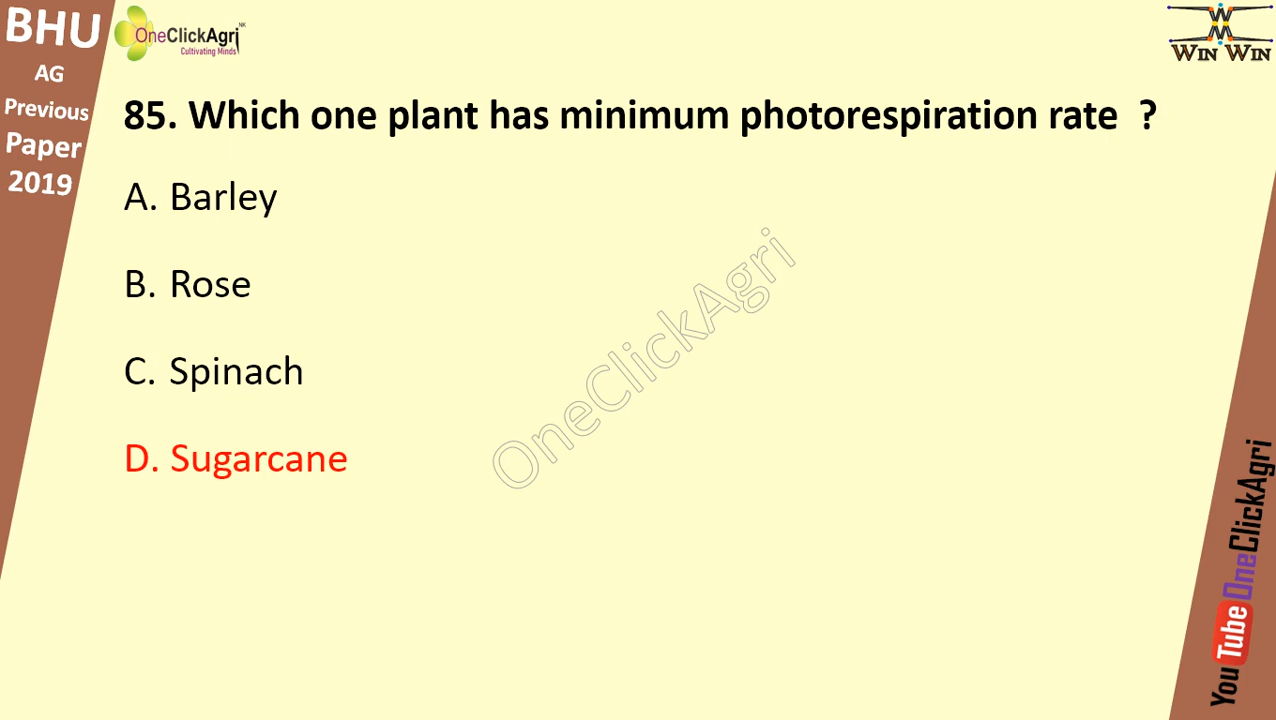 BHU
AG
Previous
Paper
2019
OneClickAgri NK
Cultivating Minds
WIN WIN
85. Which one plant has minimum photorespiration rate ?
A. Barley
B. Rose
C. Spinach
D. Sugarcane
OneClickAgri
YouTube OneClickAgri